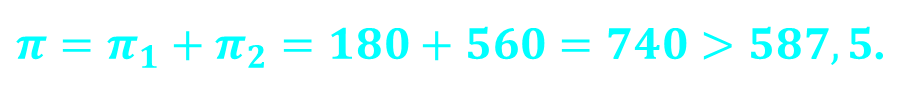 π = π₁ + π₂ = 180 + 560 = 740 > 587,5.